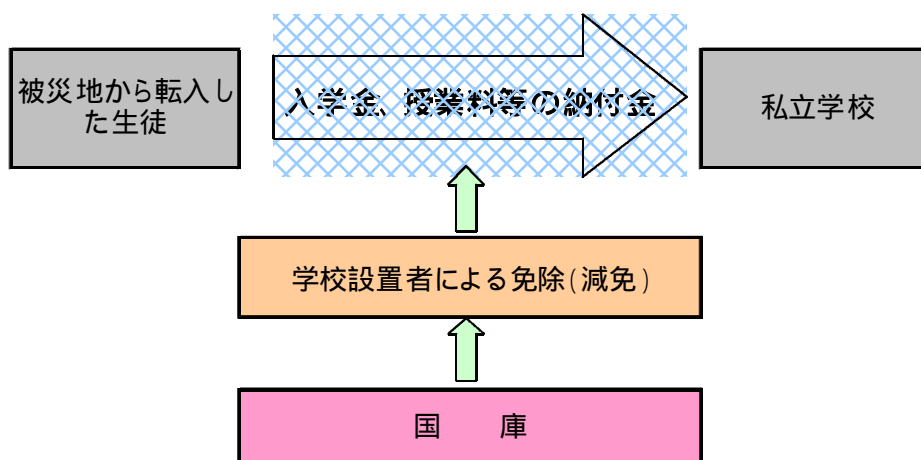 被災地から転入し
た生徒
入学金、授業料等の納付金
私立学校
学校設置者による免除(減免)
国　　庫